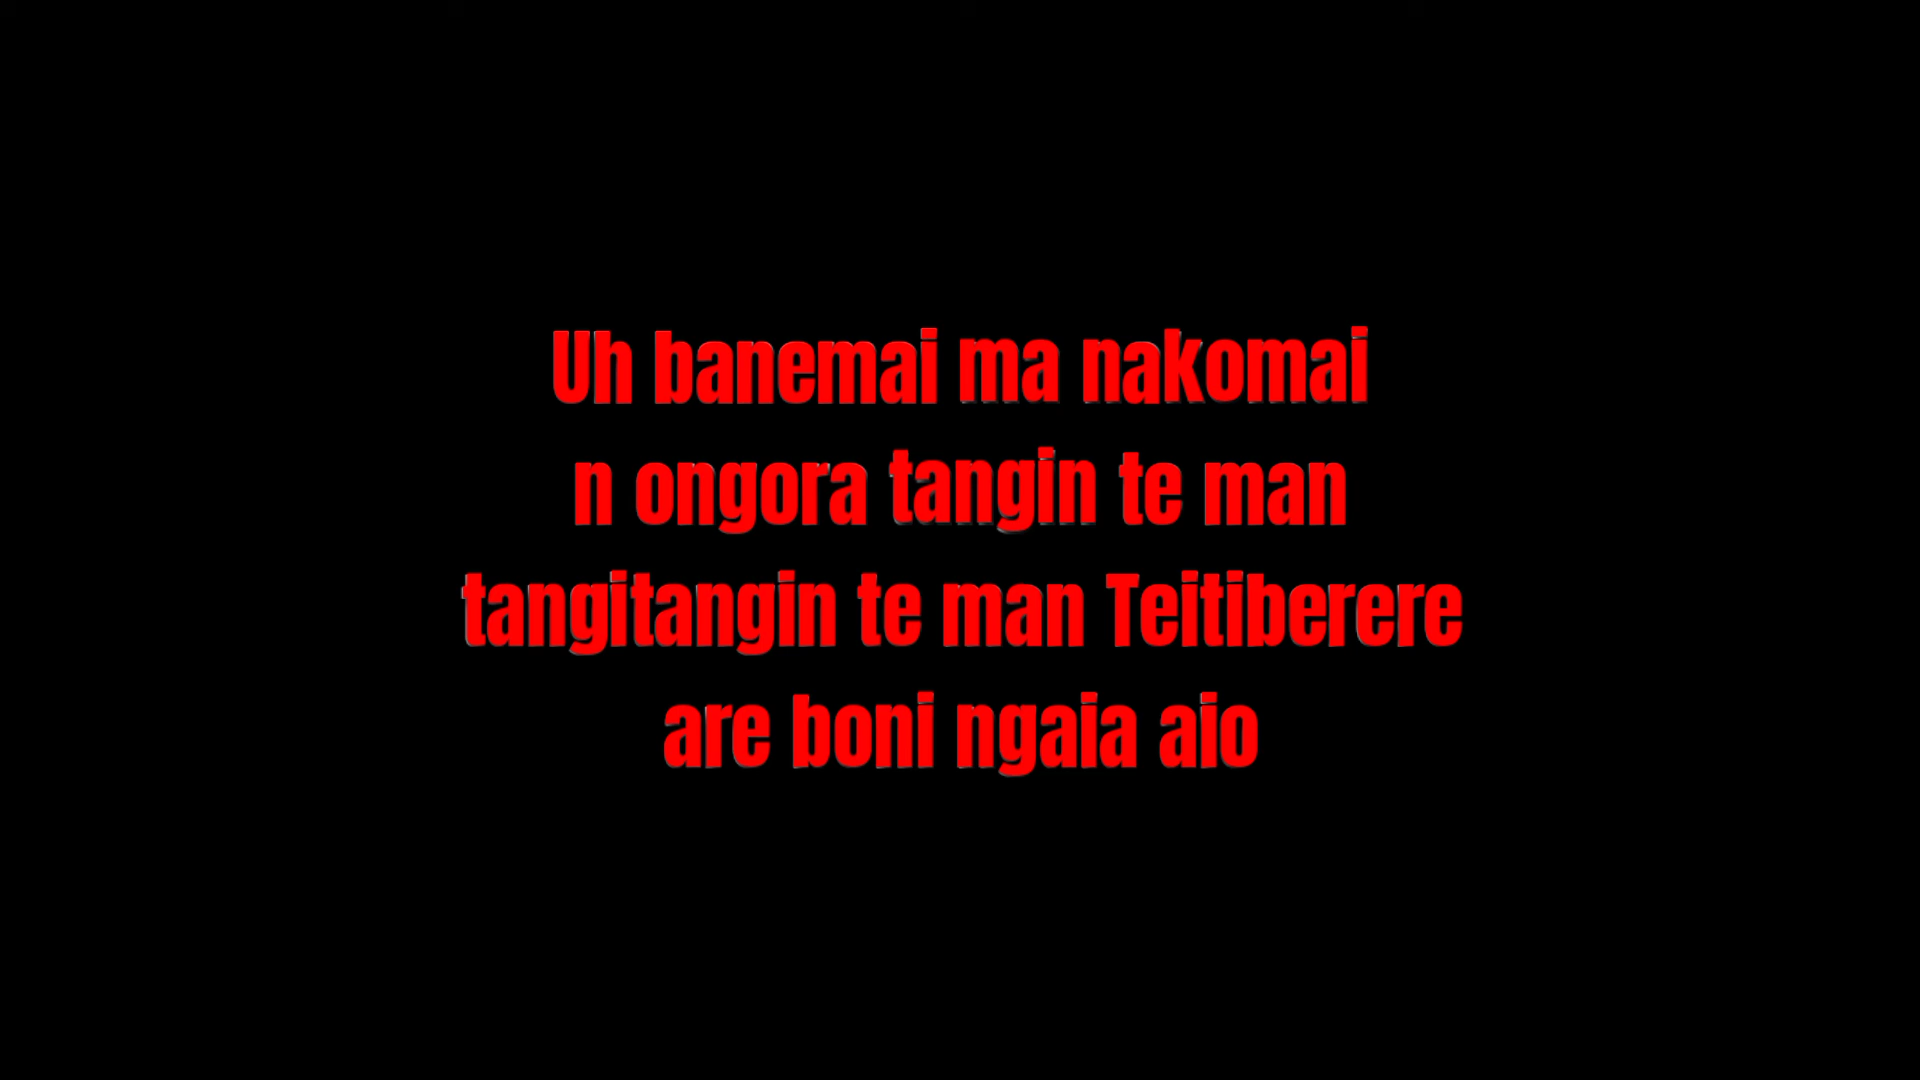 Uh banemai ma nakomai
n ongora tangin te man
tangitangin te man Teitiberere
are boni ngaia aio